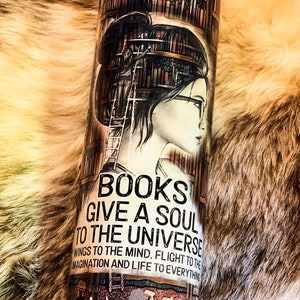 BOOKS
GIVE A SOUL
TO THE UNIVERSE
WINGS TO THE MIND, FLIGHT TO THE
IMAGINATION AND LIFE TO EVERYTHING